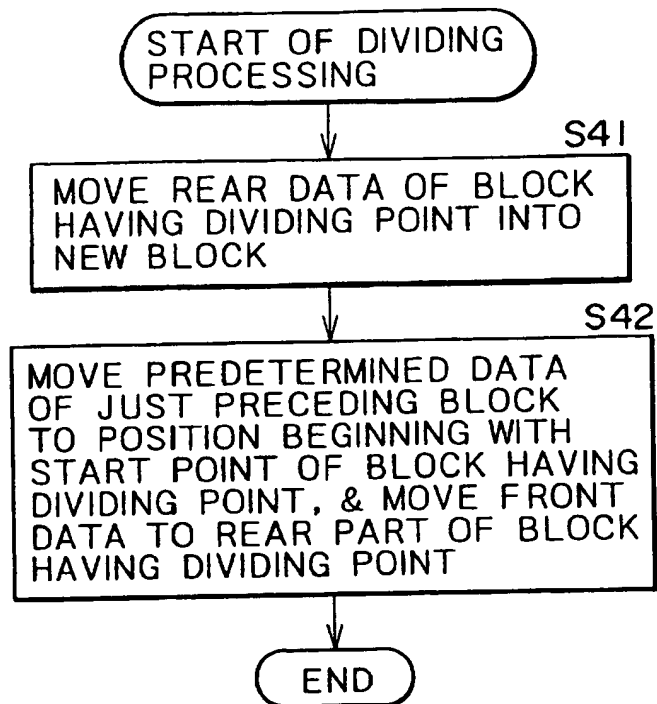 START OF DIVIDING
PROCESSING
S41
MOVE REAR DATA OF BLOCK
HAVING DIVIDING POINT INTO
NEW BLOCK
S42
MOVE PREDETERMINED DATA
OF JUST PRECEDING BLOCK
TO POSITION BEGINNING WITH
START POINT OF BLOCK HAVING
DIVIDING POINT, & MOVE FRONT
DATA TO REAR PART OF BLOCK
HAVING DIVIDING POINT
END